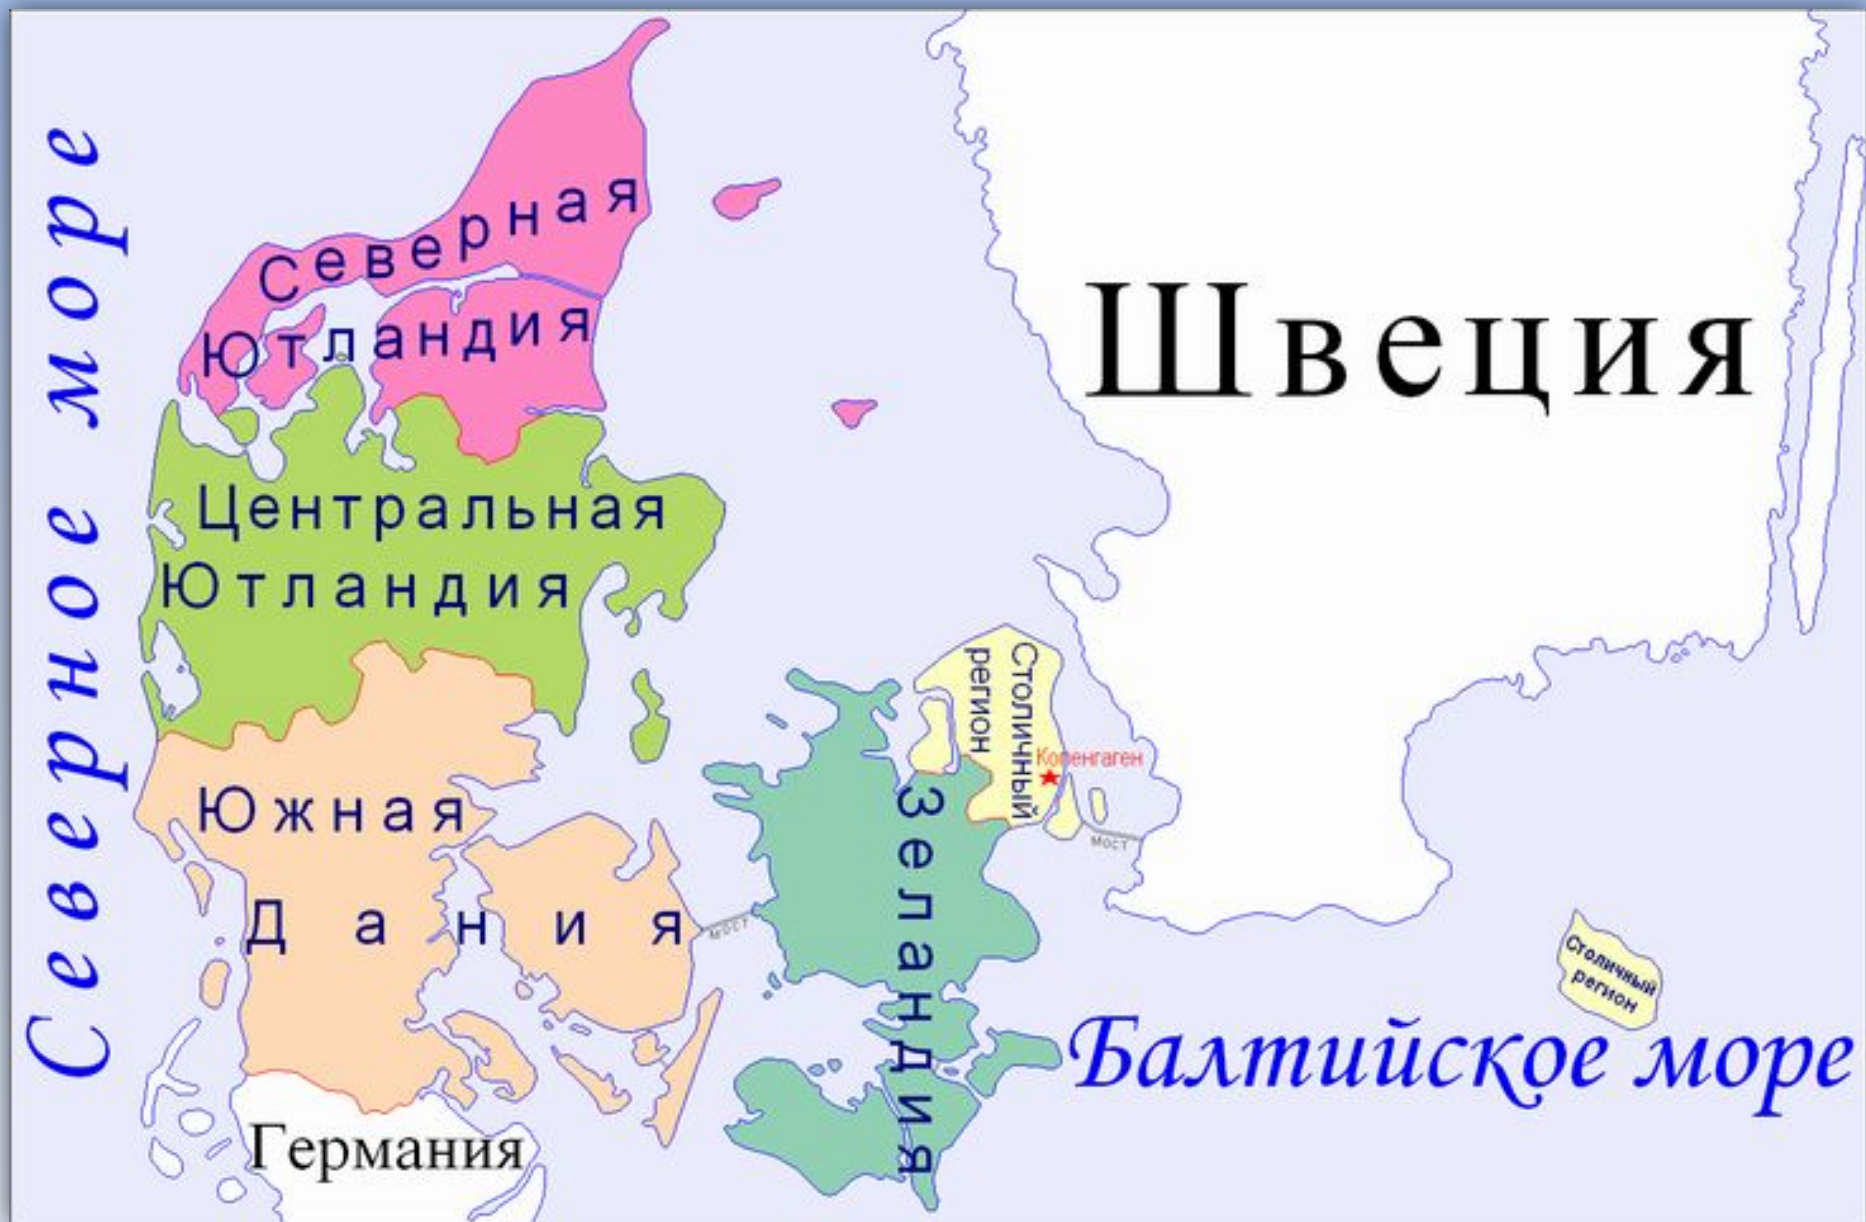 Северное море
Северная
Ютландия
Центральная
Ютландия
Южная
Дания
Германия
Швеция
Столичный
регион
Копенгаген
мост
мост
Зеландия
Столичный
регион
Балтийское море